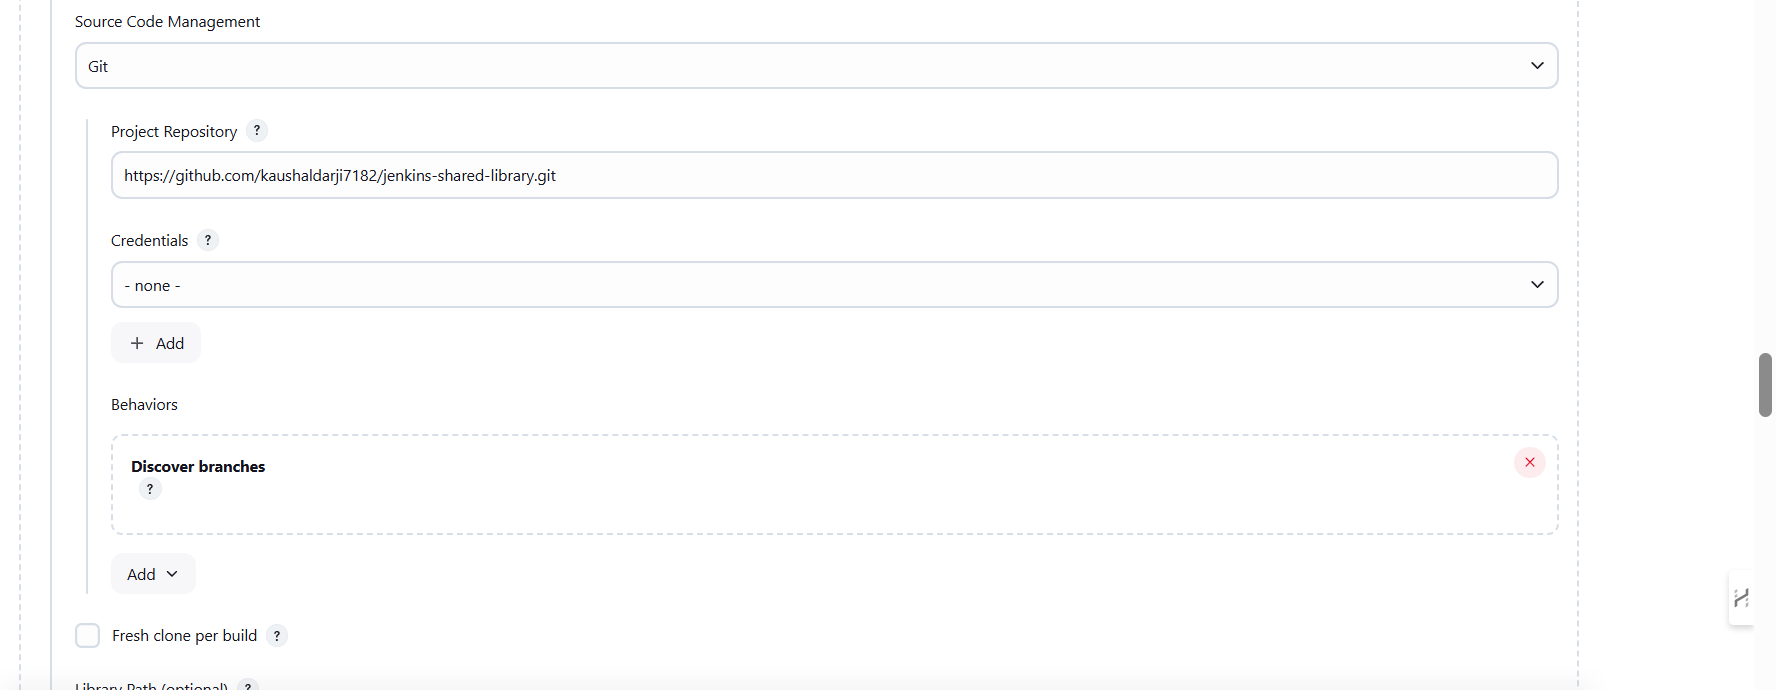 Source Code Management
Git
Project Repository ?
https://github.com/kaushaldarji7182/jenkins-shared-library.git
Credentials ?
- none -
+ Add
Behaviors
Discover branches
?
Add
Fresh clone per build ?
Library Path (optional) ?